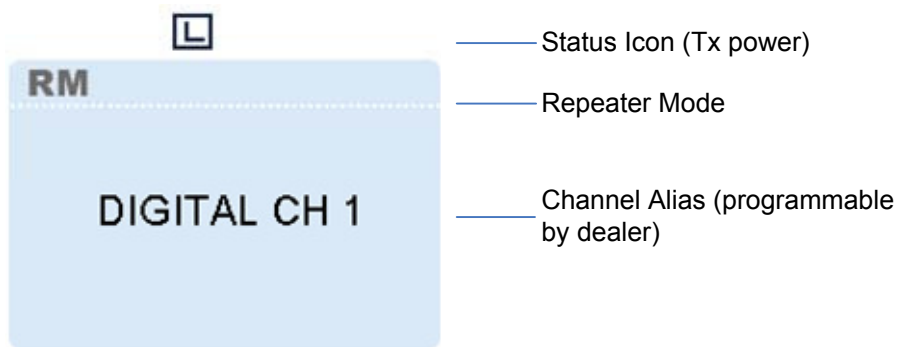 L
Status Icon (Tx power)
RM
Repeater Mode
DIGITAL CH 1
Channel Alias (programmable
by dealer)